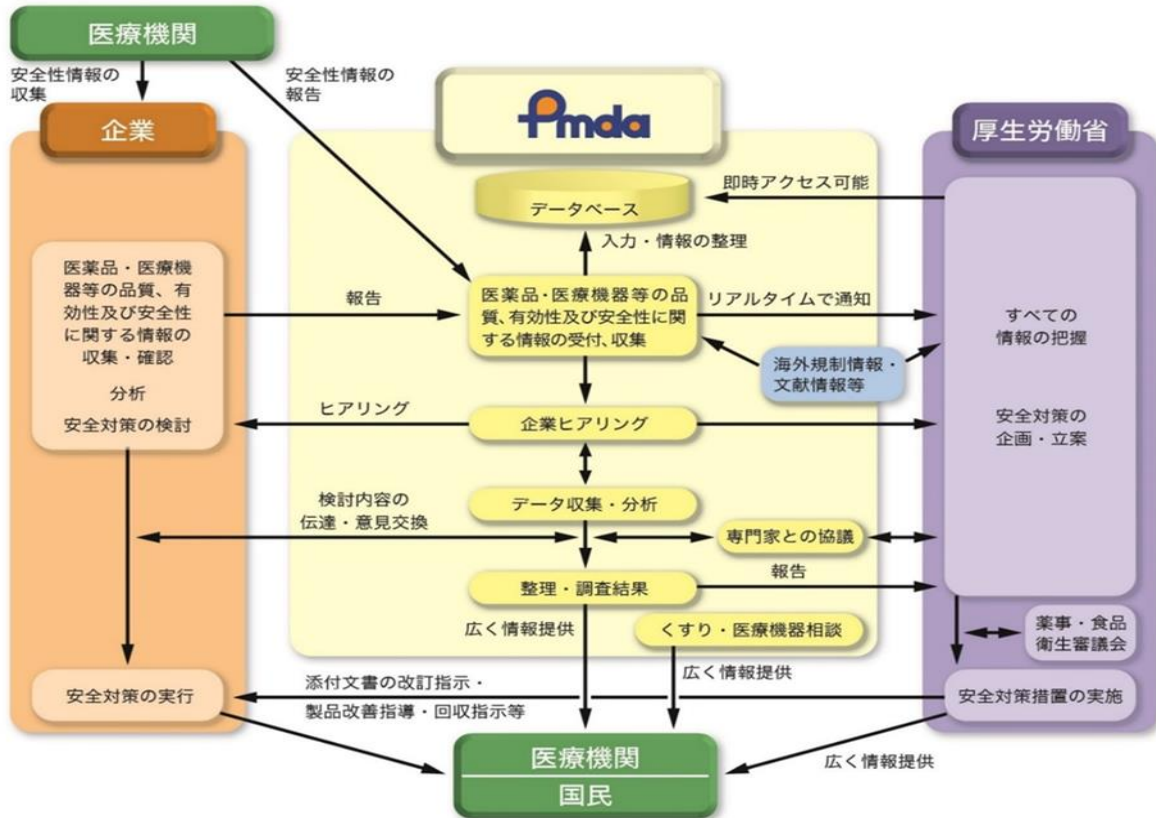 医療機関
安全性情報の
収集
安全性情報の
報告
企業
Pmda
厚生労働省
即時アクセス可能
データベース
入力・情報の整理
医薬品・医療機
器等の品質、有
効性及び安全性
に関する情報の
収集・確認
分析
安全対策の検討
報告
医薬品・医療機器等の品
質、有効性及び安全性に関
する情報の受付、収集
リアルタイムで通知
すべての
情報の把握
海外規制情報・
文献情報等
ヒアリング
企業ヒアリング
安全対策の
企画・立案
検討内容の
伝達・意見交換
データ収集・分析
専門家との協議
整理・調査結果
報告
広く情報提供
くすり・医療機器相談
薬事・食品
衛生審議会
広く情報提供
安全対策の実行
添付文書の改訂指示・
製品改善指導・回収指示等
安全対策措置の実施
広く情報提供
医療機関
国民